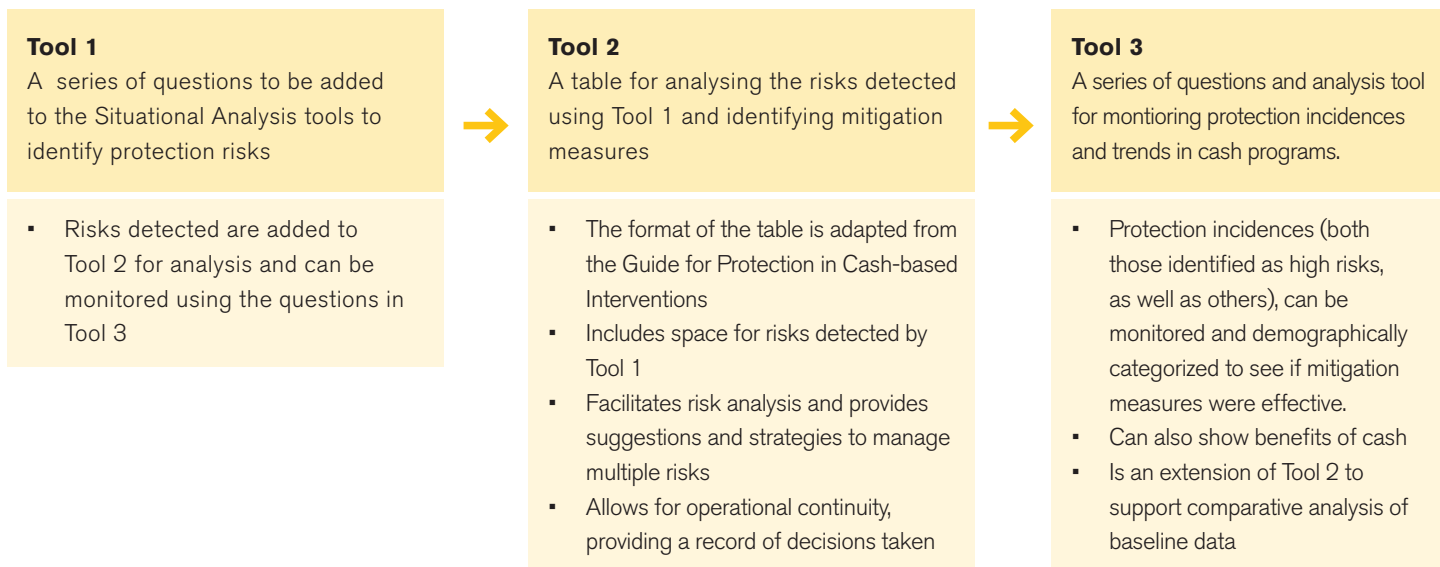 Tool 1
A series of questions to be added
to the Situational Analysis tools to
identify protection risks
▪ Risks detected are added to
Tool 2 for analysis and can be
monitored using the questions in
Tool 3
Tool 2
A table for analysing the risks detected
using Tool 1 and identifying mitigation
measures
▪ The format of the table is adapted from
the Guide for Protection in Cash-based
Interventions
▪ Includes space for risks detected by
Tool 1
▪ Facilitates risk analysis and provides
suggestions and strategies to manage
multiple risks
▪ Allows for operational continuity,
providing a record of decisions taken
Tool 3
A series of questions and analysis tool
for montioring protection incidences
and trends in cash programs.
▪ Protection incidences (both
those identified as high risks,
as well as others), can be
monitored and demographically
categorized to see if mitigation
measures were effective.
▪ Can also show benefits of cash
▪ Is an extension of Tool 2 to
support comparative analysis of
baseline data